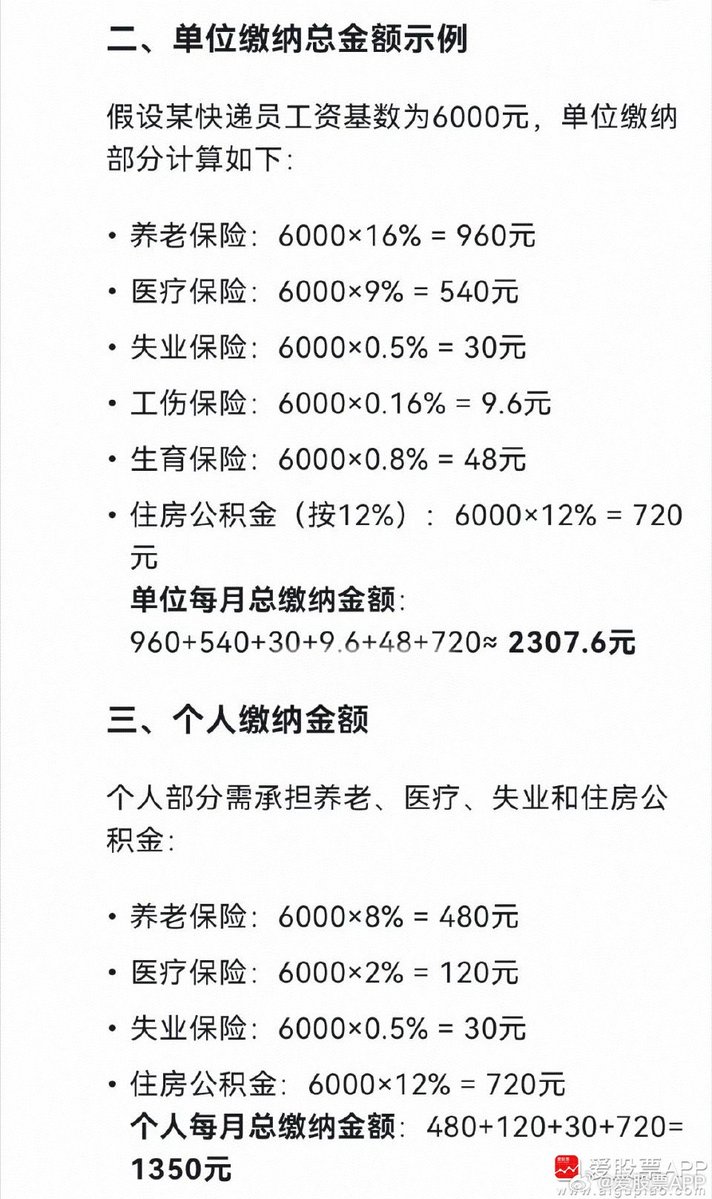 二、单位缴纳总金额示例
假设某快递员工资基数为6000元，单位缴纳
部分计算如下：
• 养老保险：6000×16% = 960元
• 医疗保险：6000×9% = 540元
• 失业保险：6000×0.5% = 30元
• 工伤保险：6000×0.16% = 9.6元
• 生育保险：6000×0.8% = 48元
• 住房公积金（按12%）：6000×12% = 720
元
单位每月总缴纳金额：
960+540+30+9.6+48+720≈ 2307.6元
三、个人缴纳金额
个人部分需承担养老、医疗、失业和住房公
积金：
• 养老保险：6000×8% = 480元
• 医疗保险：6000×2% = 120元
• 失业保险：6000×0.5% = 30元
• 住房公积金：6000×12% = 720元
个人每月总缴纳金额：480+120+30+720=
1350元
爱股票APP
@爱股票APP